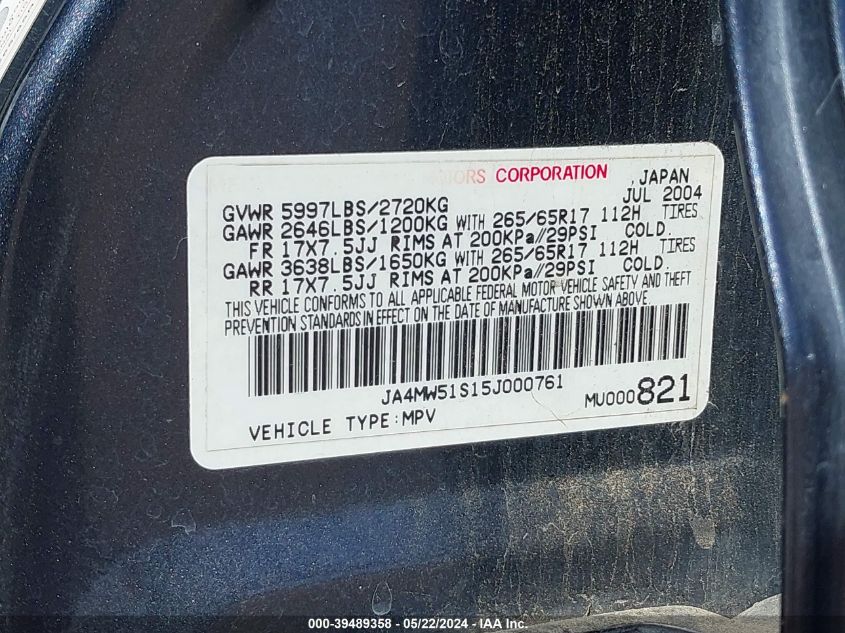 CORPORATION JAPAN
JUL 2004
GVWR 5997LBS/2720KG
GAWR 2646LBS/1200KG WITH 265/65R17 112H TIRES
FR 17X7.5JJ RIMS AT 200KPa//29PSI COLD.
GAWR 3638LBS/1650KG WITH 265/65R17 112H TIRES
RR 17X7.5JJ RIMS AT 200KPa//29PSI COLD.
THIS VEHICLE CONFORMS TO ALL APPLICABLE FEDERAL MOTOR VEHICLE SAFETY AND THEFT
PREVENTION STANDARDS IN EFFECT ON THE DATE OF MANUFACTURE SHOWN ABOVE.
JA4MW51S15J000761
MU000821
VEHICLE TYPE:MPV
000-39489358 - 05/22/2024 - IAA Inc.